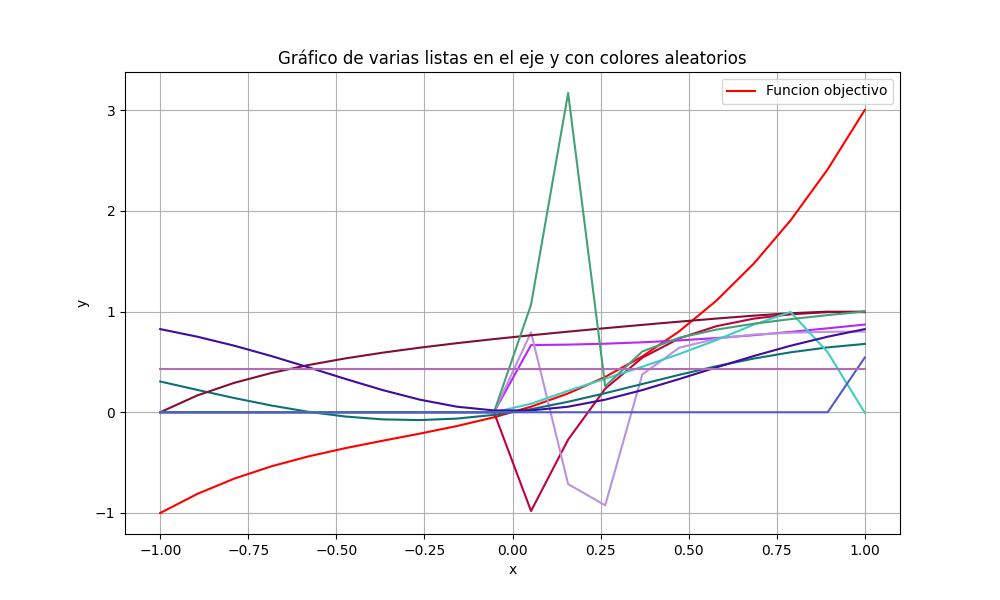 Gráfico de varias listas en el eje y con colores aleatorios
Funcion objectivo
3
2
1
0
−1
y
−1.00 −0.75 −0.50 −0.25 0.00 0.25 0.50 0.75 1.00
x